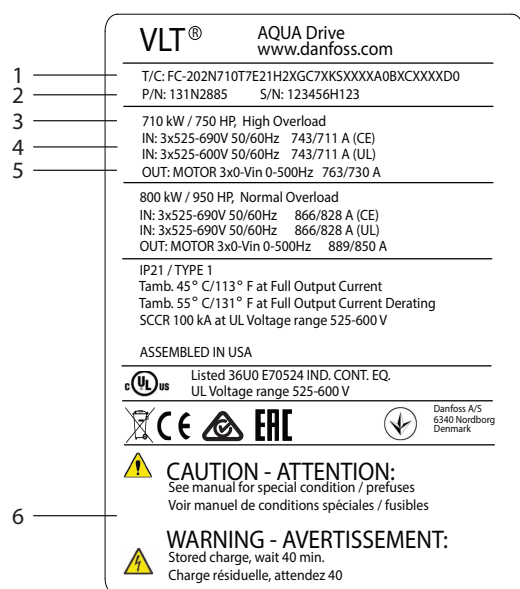 VLT® AQUA Drive
www.danfoss.com
1 T/C: FC-202N710T7E21H2XGC7XKSXXXXA0BXCXXXXD0
2 P/N: 131N2885 S/N: 123456H123
3 710 kW / 750 HP, High Overload
4 IN: 3x525-690V 50/60Hz 743/711 A (CE)
IN: 3x525-600V 50/60Hz 743/711 A (UL)
5 OUT: MOTOR 3x0-Vin 0-500Hz 763/730 A
800 kW / 950 HP, Normal Overload
IN: 3x525-690V 50/60Hz 866/828 A (CE)
IN: 3x525-690V 50/60Hz 866/828 A (UL)
OUT: MOTOR 3x0-Vin 0-500Hz 889/850 A
IP21 / TYPE 1
Tamb. 45° C/113° F at Full Output Current
Tamb. 55° C/131° F at Full Output Current Derating
SCCR 100 kA at UL Voltage range 525-600 V
ASSEMBLED IN USA
c UL us Listed 36U0 E70524 IND. CONT. EQ.
UL Voltage range 525-600 V
CE EAC
Danfoss A/S
6340 Nordborg
Denmark
CAUTION - ATTENTION:
See manual for special condition / prefuses
Voir manuel de conditions spéciales / fusibles
6
WARNING - AVERTISSEMENT:
Stored charge, wait 40 min.
Charge résiduelle, attendez 40